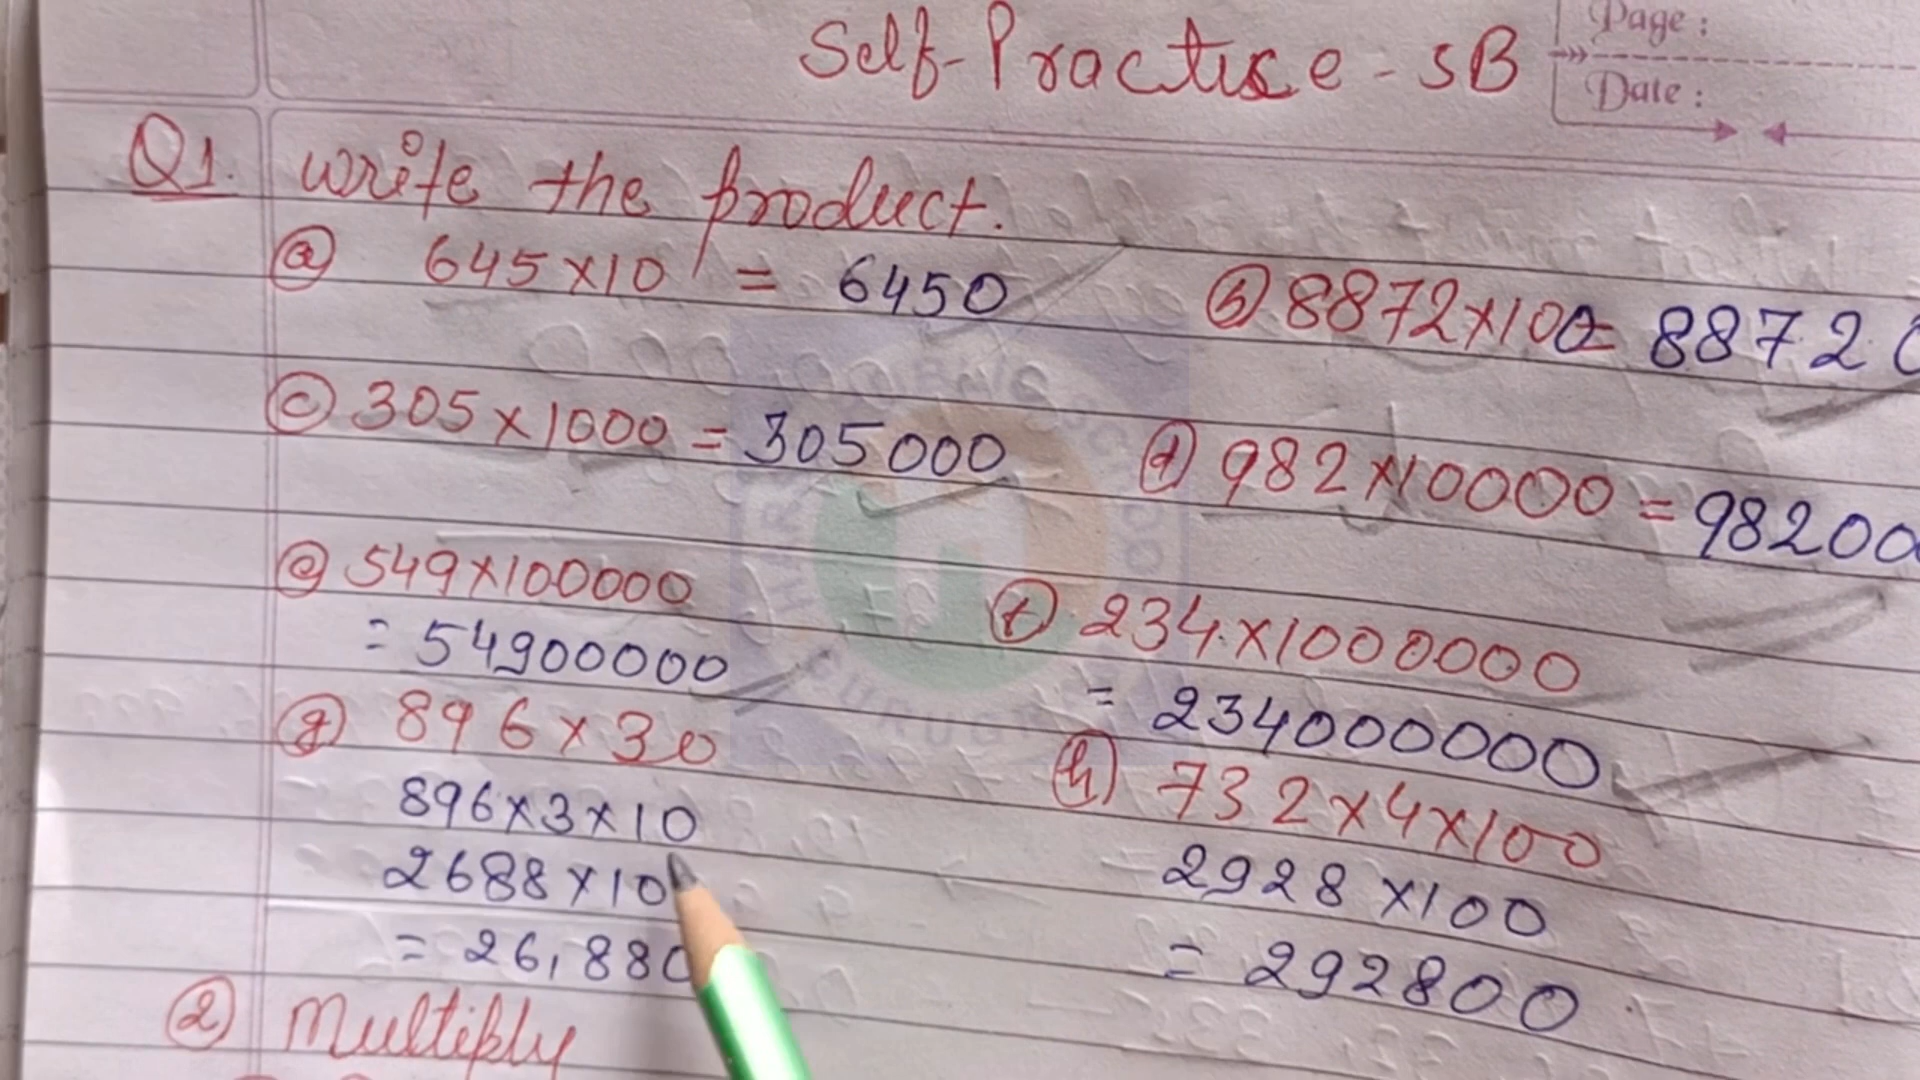 Self-Practice - 5B
Page :
Date :
Q1. write the product.
(a) 645×10 = 6450
(b) 8872×100= 88720
(c) 305×1000 = 305000
(d) 982×10000 = 98200
(e) 549×100000
= 54900000
(f) 234×1000000
= 234000000
(g) 896×30
896×3×10
2688×10
= 26,880
(h) 732×4×100
= 2928×100
= 292800
(2) Multiply